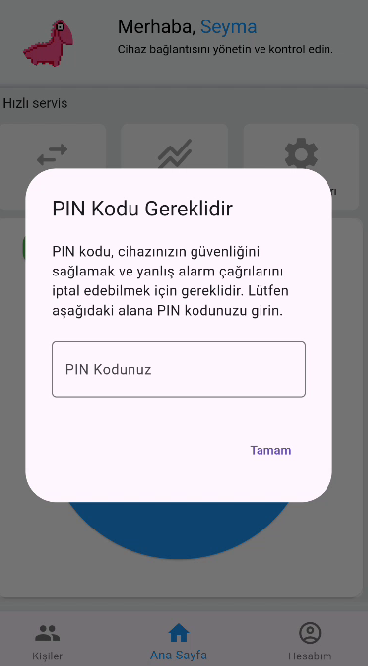 Merhaba, Seyma
Cihaz bağlantısını yönetin ve kontrol edin.
Hızlı servis
PIN Kodu Gereklidir
PIN kodu, cihazınızın güvenliğini
sağlamak ve yanlış alarm çağrılarını
iptal edebilmek için gereklidir. Lütfen
aşağıdaki alana PIN kodunuzu girin.
PIN Kodunuz
Tamam
Kişiler
Ana Sayfa
Hesabım